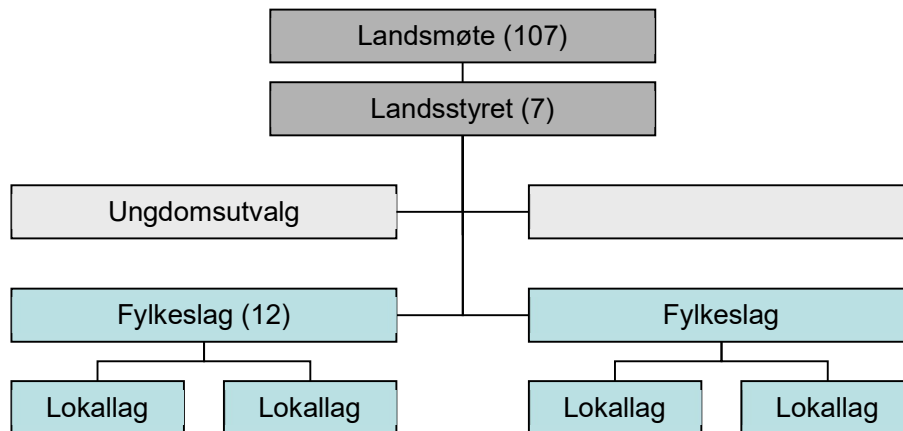 Landsmøte (107)
Landsstyret (7)
Ungdomsutvalg
Fylkeslag (12)
Fylkeslag
Lokallag
Lokallag
Lokallag
Lokallag